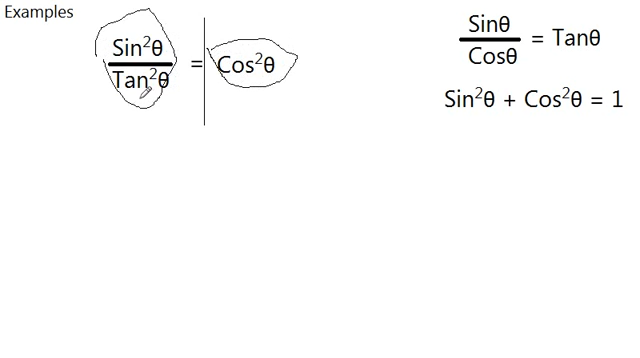 Examples
Sin²θ
Tan²θ
= Cos²θ
Sinθ
Cosθ
= Tanθ
Sin²θ + Cos²θ = 1